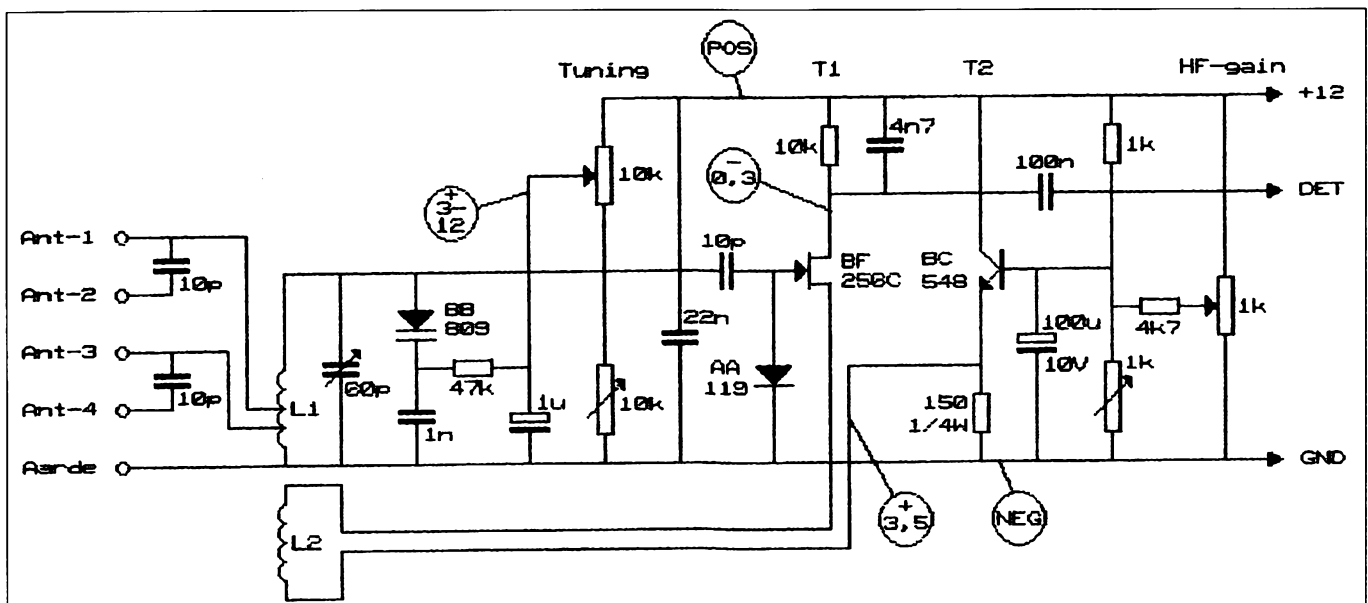 POS
Tuning
T1
T2
HF-gain
+12
4n7
1k
10k
10k
100n
-
0,3
DET
+
3-
12
Ant-1
10p
10p
BF
256C
BC
548
Ant-2
BB
809
22n
100u
10V
4k7
1k
1k
Ant-3
60p
47k
AA
119
10p
L1
1u
10k
150
1/4W
Ant-4
1n
Aarde
GND
+
3,5
NEG
L2